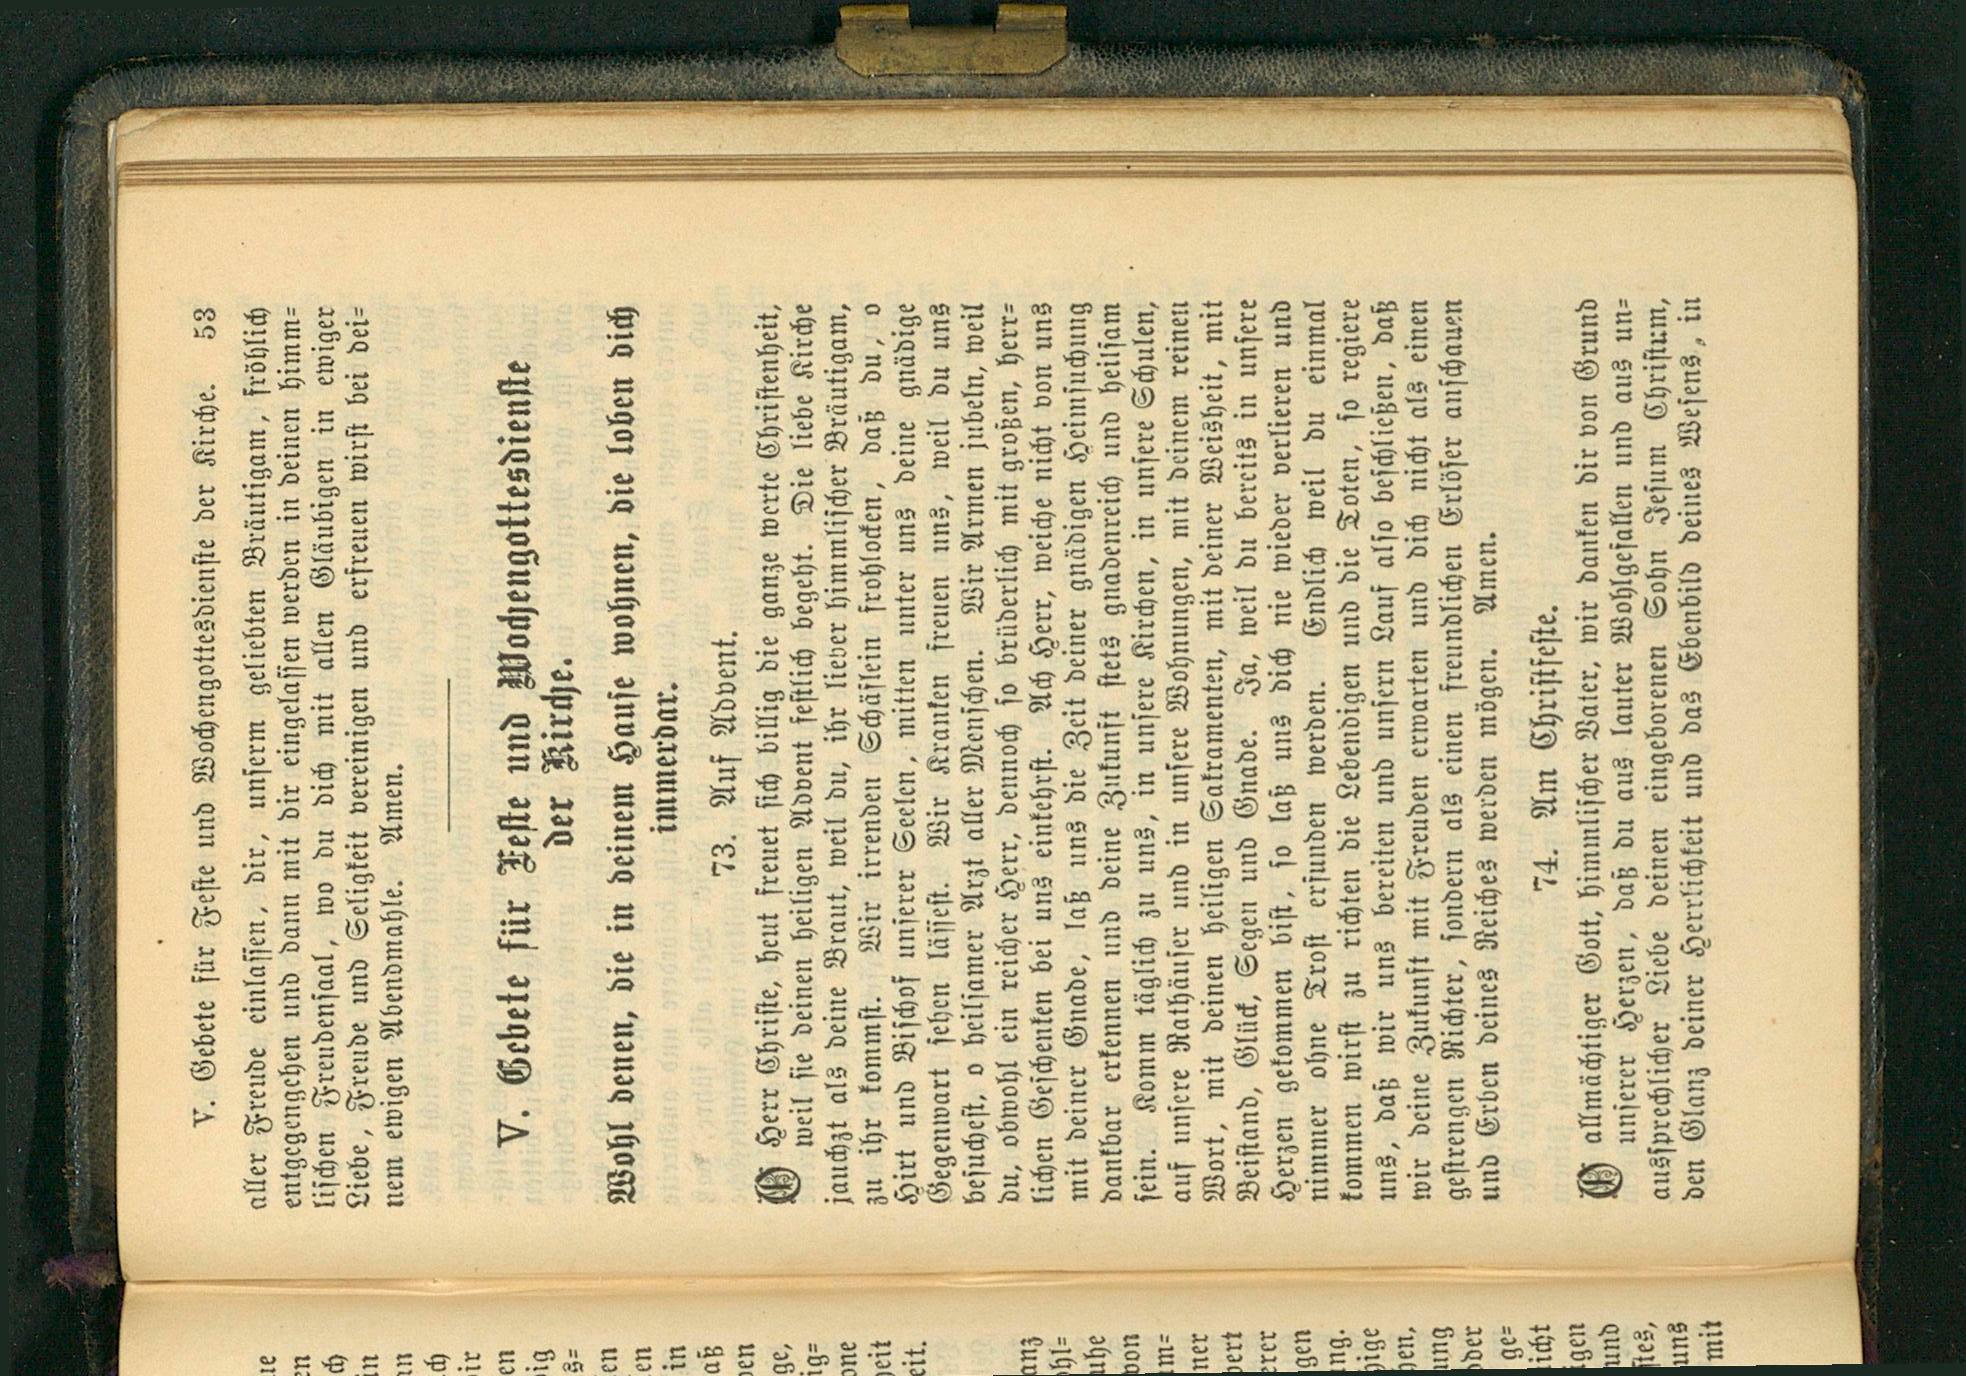 V. Gebete für Feste und Wochengottesdienste der Kirche. 53
aller Freude einlassen, dir, unserm geliebten Bräutigam, fröhlich
entgegengehen und dann mit dir eingelassen werden in deinen himm=
lischen Freudensaal, wo du dich mit allen Gläubigen in ewiger
Liebe, Freude und Seligkeit vereinigen und erfreuen wirst bei dei=
nem ewigen Abendmahle. Amen.
V. Gebete für Feste und Wochengottesdienste
der Kirche.
Wohl denen, die in deinem Hause wohnen, die loben dich
immerdar.
73. Auf Advent.
O Herr Christe, heut freuet sich billig die ganze werte Christenheit,
weil sie deinen heiligen Advent festlich begeht. Die liebe Kirche
jauchzt als deine Braut, weil du, ihr lieber himmlischer Bräutigam,
zu ihr kommst. Wir irrenden Schäflein frohlocken, daß du, o
Hirt und Bischof unserer Seelen, mitten unter uns deine gnädige
Gegenwart sehen lässest. Wir Kranken freuen uns, weil du uns
besuchest, o heilsamer Arzt aller Menschen. Wir Armen jubeln, weil
du, obwohl ein reicher Herr, dennoch so brüderlich mit großen, herr=
lichen Geschenken bei uns einkehrst. Ach Herr, weiche nicht von uns
mit deiner Gnade, laß uns die Zeit deiner gnädigen Heimsuchung
dankbar erkennen und deine Zukunft stets gnadenreich und heilsam
sein. Komm täglich zu uns, in unsere Kirchen, in unsere Schulen,
auf unsere Rathäuser und in unsere Wohnungen, mit deinem reinen
Wort, mit deinen heiligen Sakramenten, mit deiner Weisheit, mit
Beistand, Glück, Segen und Gnade. Ja, weil du bereits in unsere
Herzen gekommen bist, so laß uns dich nie wieder verlieren und
nimmer ohne Trost erfunden werden. Endlich weil du einmal
kommen wirst zu richten die Lebendigen und die Toten, so regiere
uns, daß wir uns bereiten und unsern Lauf also beschließen, daß
wir deine Zukunft mit Freuden erwarten und dich nicht als einen
gestrengen Richter, sondern als einen freundlichen Erlöser anschauen
und Erben deines Reiches werden mögen. Amen.
74. Am Christfeste.
O allmächtiger Gott, himmlischer Vater, wir danken dir von Grund
unserer Herzen, daß du aus lauter Wohlgefallen und aus un=
aussprechlicher Liebe deinen eingeborenen Sohn Jesum Christum,
den Glanz deiner Herrlichkeit und das Ebenbild deines Wesens, in